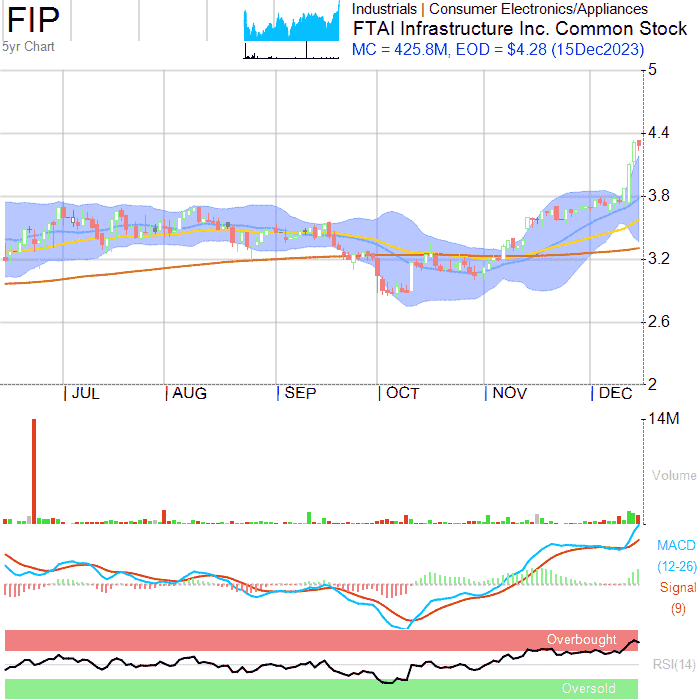 FIP
5yr Chart
Industrials | Consumer Electronics/Appliances
FTAI Infrastructure Inc. Common Stock
MC = 425.8M, EOD = $4.28 (15Dec2023)
5
4.4
3.8
3.2
2.6
2
| JUL | AUG | SEP | OCT | NOV | DEC
14M
Volume
MACD
(12-26)
Signal
(9)
Overbought
RSI(14)
Oversold